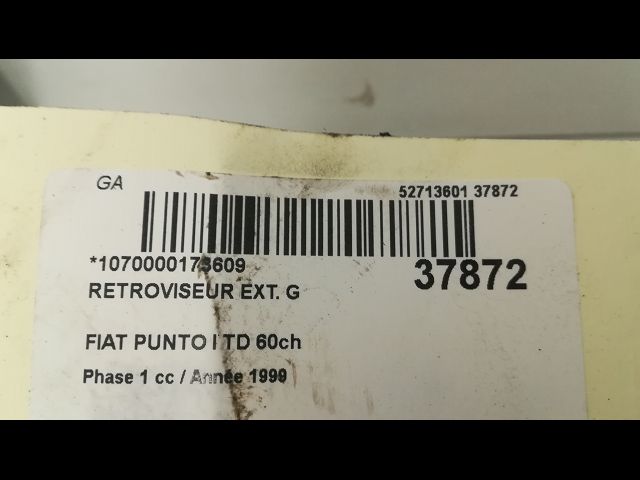 GA
52713601 37872
*1070000173609
37872
RETROVISEUR EXT. G
FIAT PUNTO I TD 60ch
Phase 1 cc / Année 1999